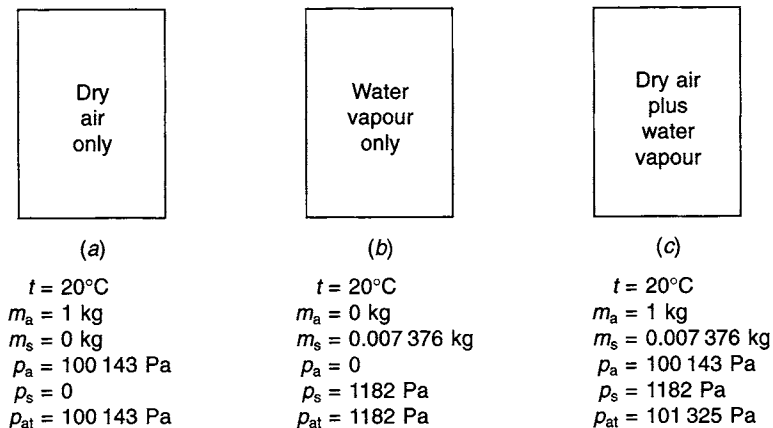 Dry
air
only
Water
vapour
only
Dry air
plus
water
vapour
(a)
t = 20°C
m_a = 1 kg
m_s = 0 kg
p_a = 100 143 Pa
p_s = 0
p_at = 100 143 Pa
(b)
t = 20°C
m_a = 0 kg
m_s = 0.007 376 kg
p_a = 0
p_s = 1182 Pa
p_at = 1182 Pa
(c)
t = 20°C
m_a = 1 kg
m_s = 0.007 376 kg
p_a = 100 143 Pa
p_s = 1182 Pa
p_at = 101 325 Pa